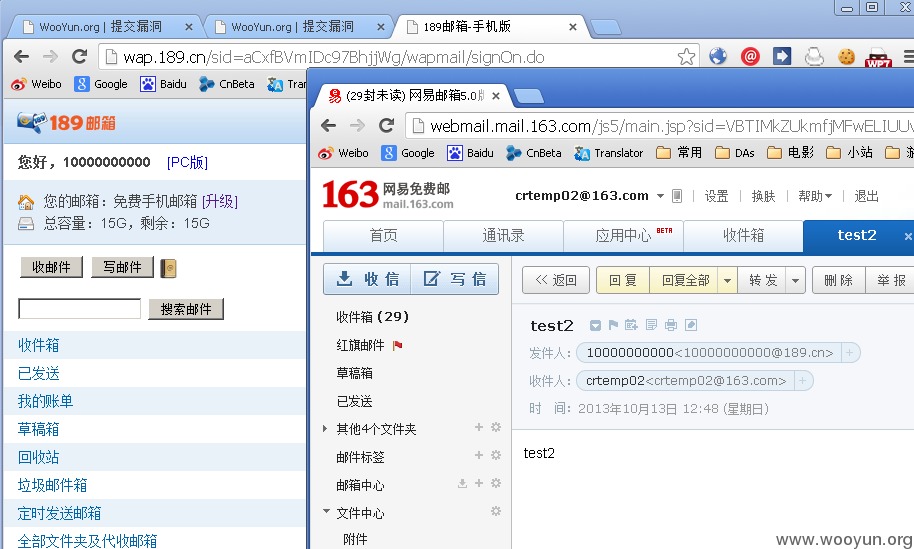 WooYun.org | 提交漏洞
WooYun.org | 提交漏洞
189邮箱-手机版
wap.189.cn/sid=aCxfBVmIDc97BhjjWg/wapmail/signOn.do
WP7
Weibo
Google
Baidu
CnBeta
189邮箱
您好，10000000000 [PC版]
您的邮箱：免费手机邮箱 [升级]
总容量：15G，剩余：15G
收邮件
写邮件
搜索邮件
收件箱
已发送
我的账单
草稿箱
回收站
垃圾邮件箱
定时发送邮箱
全部文件夹及代收邮箱
(29封未读) 网易邮箱5.0版
webmail.mail.163.com/js5/main.jsp?sid=VBTIMkZUkmfjMFwELIUUv
Weibo
Google
Baidu
CnBeta
Translator
常用
DAs
电影
小站
163 网易免费邮
mail.163.com
crtemp02@163.com
设置
换肤
帮助
退出
首页
通讯录
应用中心 BETA
收件箱
test2
收信
写信
<< 返回
回复
回复全部
转发
删除
举报
收件箱 (29)
红旗邮件
草稿箱
已发送
其他4个文件夹
邮件标签
邮箱中心
文件中心
附件
test2
发件人：10000000000<10000000000@189.cn>
收件人：crtemp02<crtemp02@163.com>
时 间：2013年10月13日 12:48 (星期日)
test2
www.wooyun.org